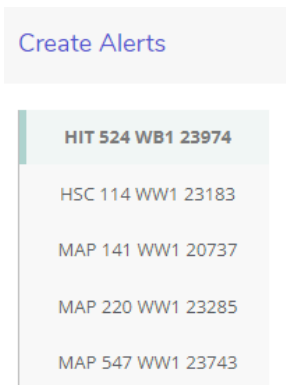 Create Alerts
HIT 524 WB1 23974
HSC 114 WW1 23183
MAP 141 WW1 20737
MAP 220 WW1 23285
MAP 547 WW1 23743